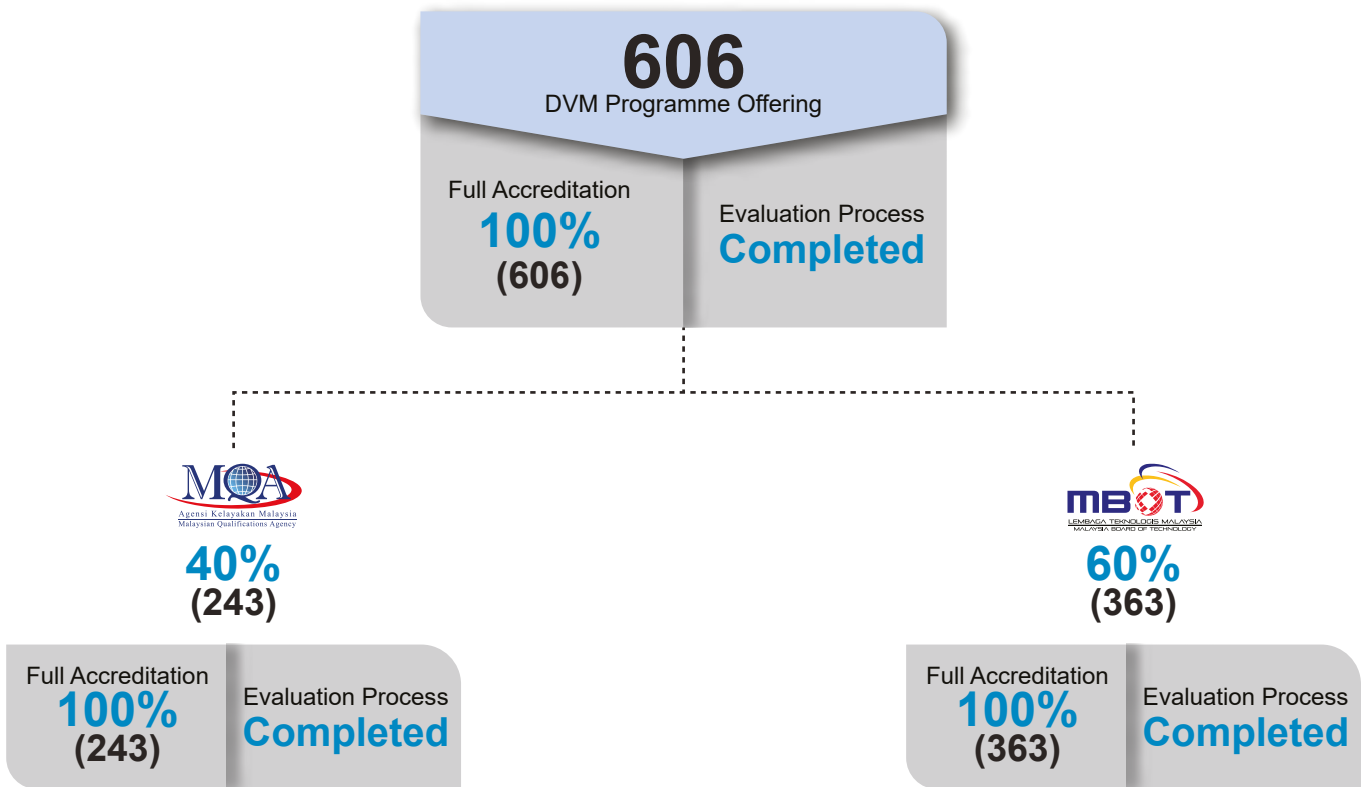 606
DVM Programme Offering
Full Accreditation
100%
(606)
Evaluation Process
Completed
MQA
Agensi Kelayakan Malaysia
Malaysian Qualifications Agency
40%
(243)
Full Accreditation
100%
(243)
Evaluation Process
Completed
MBOT
LEMBAGA TEKNOLOGIS MALAYSIA
MALAYSIA BOARD OF TECHNOLOGY
60%
(363)
Full Accreditation
100%
(363)
Evaluation Process
Completed